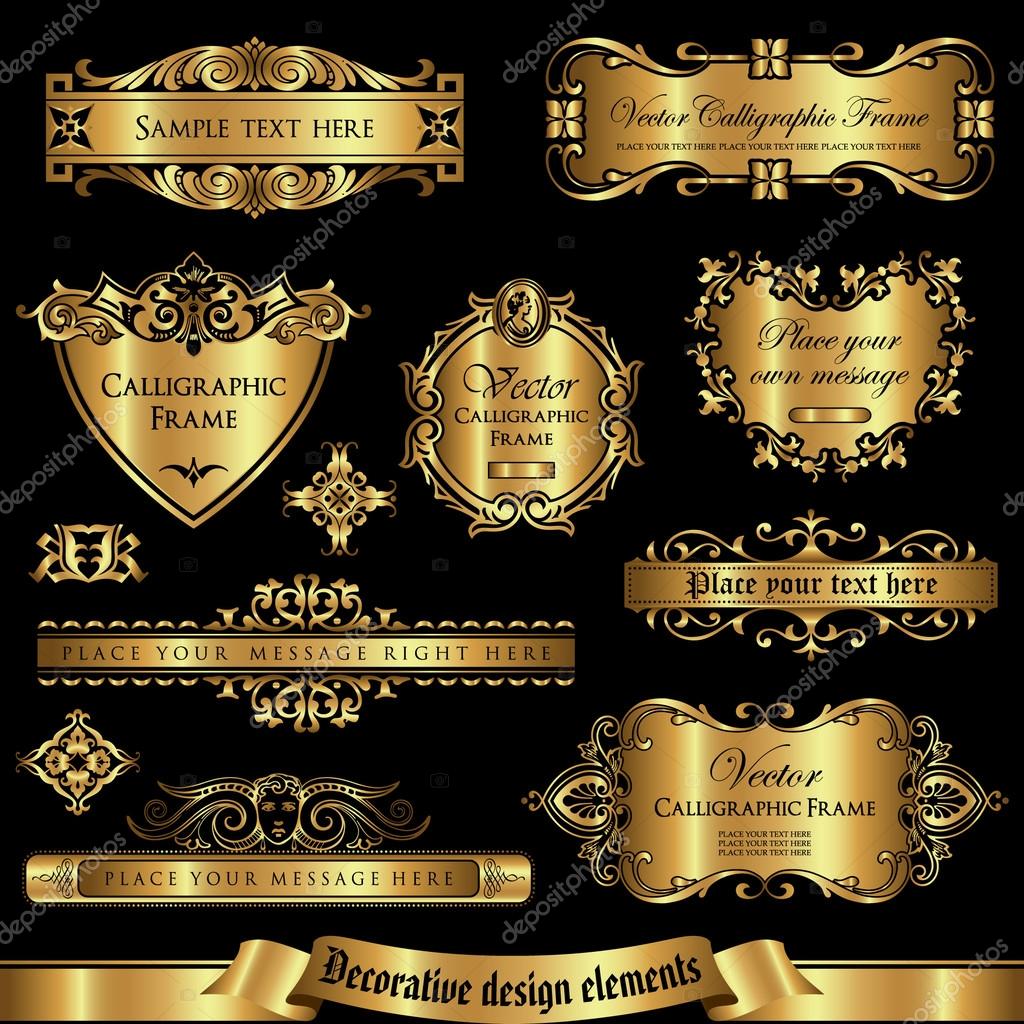 SAMPLE TEXT HERE
Vector Calligraphic Frame
PLACE YOUR TEXT HERE PLACE YOUR TEXT HERE PLACE YOUR TEXT HERE
CALLIGRAPHIC
FRAME
Vector
CALLIGRAPHIC
FRAME
Place your
own message
Place your text here
PLACE YOUR MESSAGE RIGHT HERE
Vector
CALLIGRAPHIC FRAME
PLACE YOUR TEXT HERE
PLACE YOUR TEXT HERE
PLACE YOUR TEXT HERE
PLACE YOUR MESSAGE HERE
Decorative design elements
depositphotos